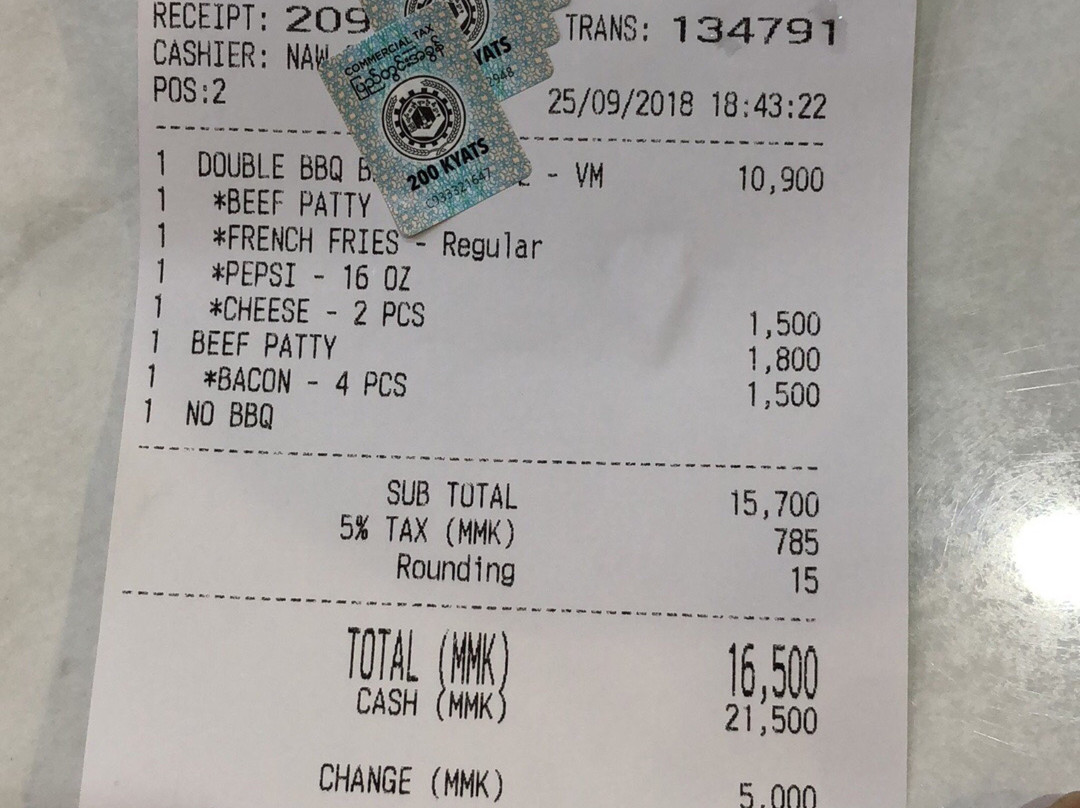 RECEIPT: 209
TRANS: 134791
CASHIER: NAW
POS:2
25/09/2018 18:43:22
COMMERCIAL TAX
200 KYATS
C933321647
YATS
2948
1 DOUBLE BBQ B - VM 10,900
1 *BEEF PATTY
1 *FRENCH FRIES - Regular
1 *PEPSI - 16 OZ
1 *CHEESE - 2 PCS 1,500
1 BEEF PATTY 1,800
1 *BACON - 4 PCS 1,500
1 NO BBQ
SUB TOTAL 15,700
5% TAX (MMK) 785
Rounding 15
TOTAL (MMK) 16,500
CASH (MMK) 21,500
CHANGE (MMK) 5,000